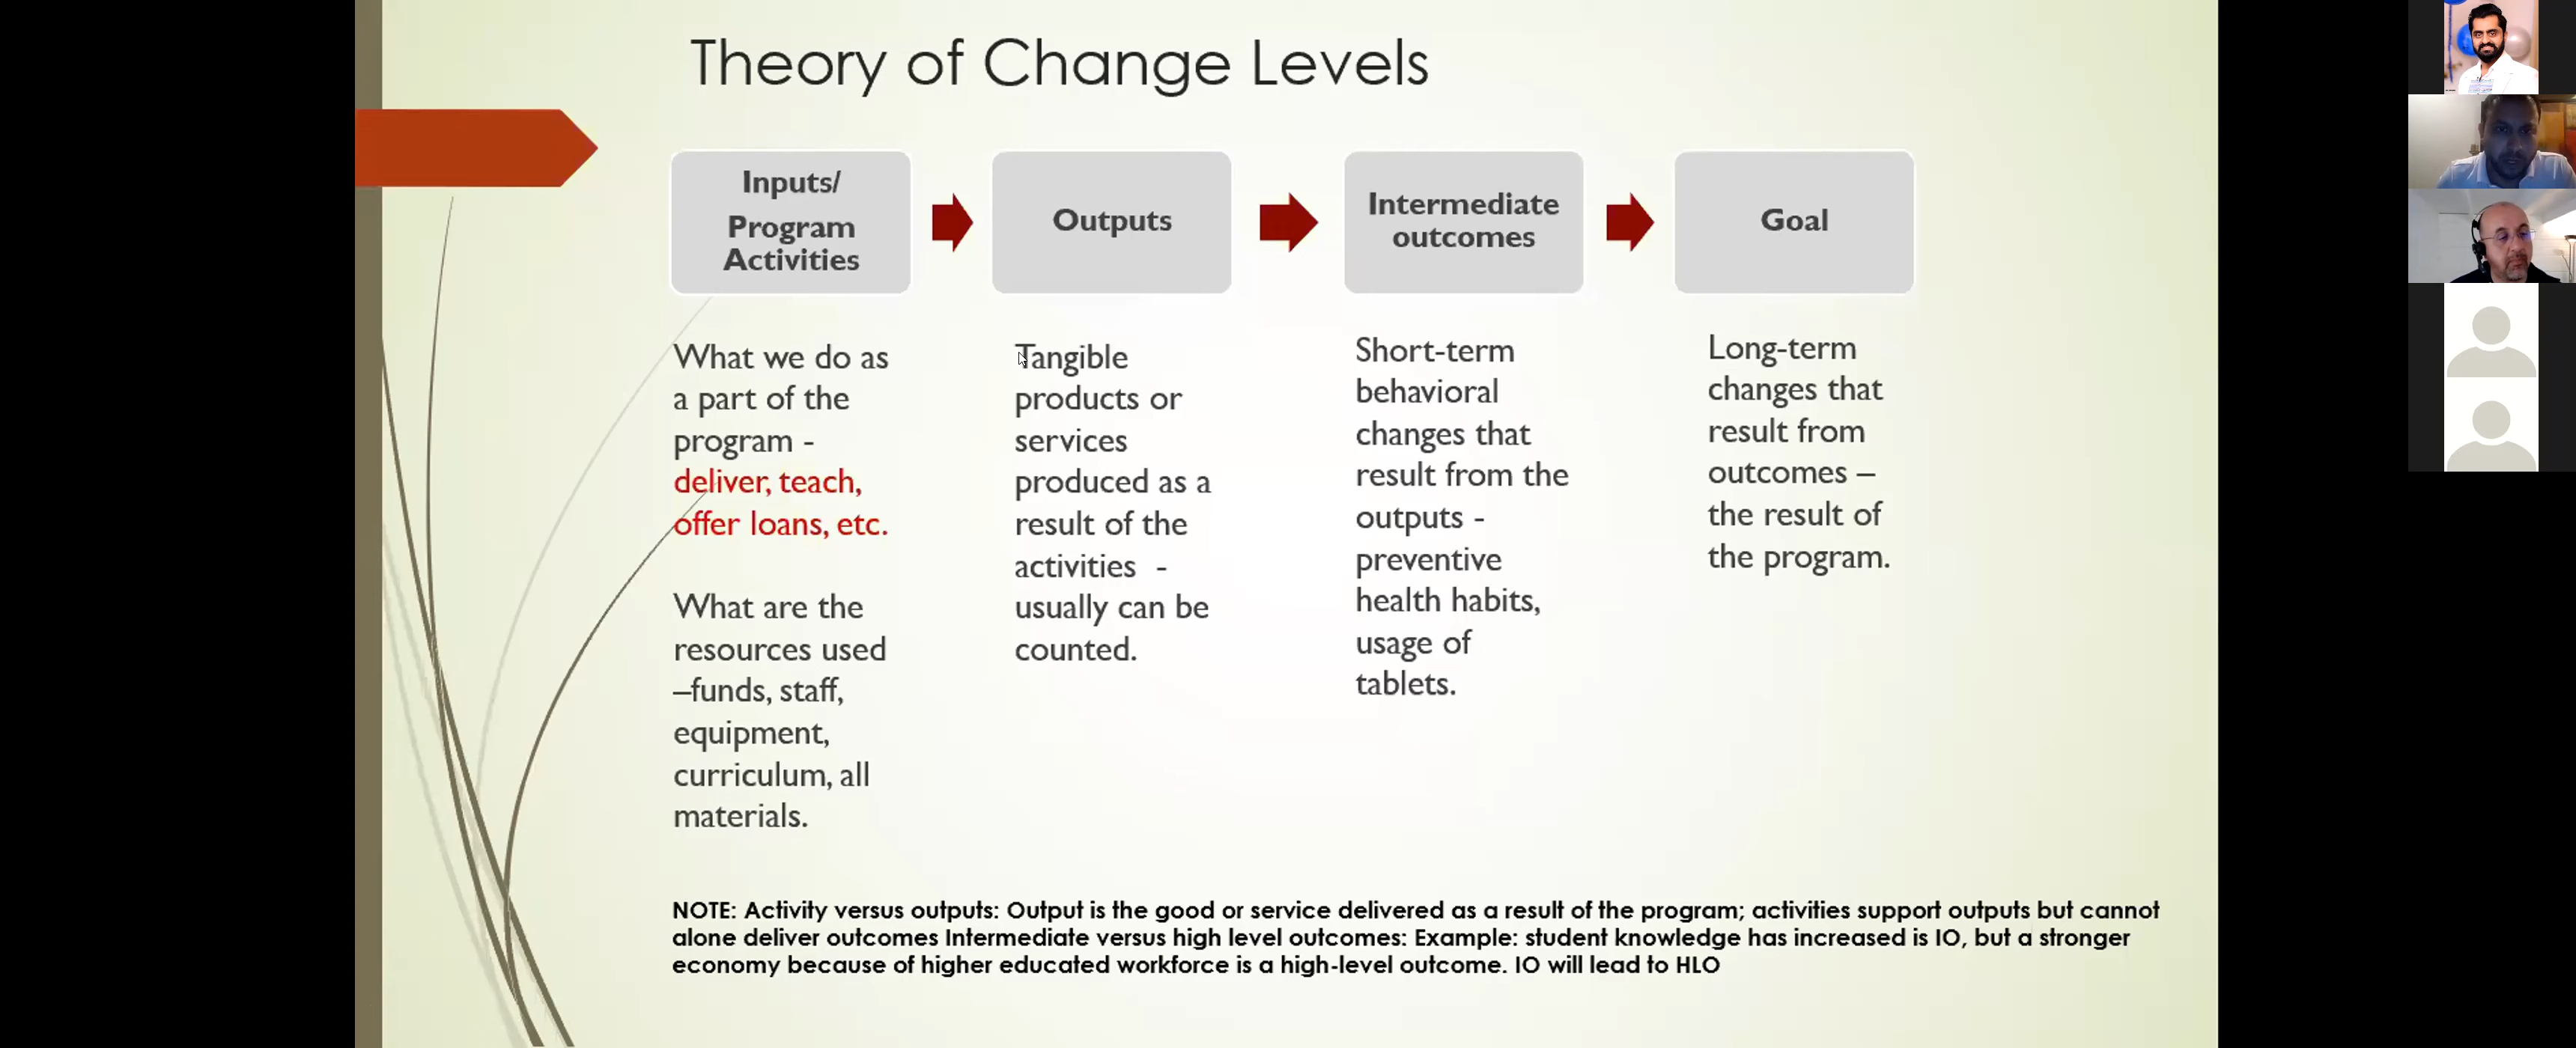 Theory of Change Levels
Inputs/
Program
Activities
Outputs
Intermediate
outcomes
Goal
What we do as
a part of the
program -
deliver, teach,
offer loans, etc.
What are the
resources used
–funds, staff,
equipment,
curriculum, all
materials.
Tangible
products or
services
produced as a
result of the
activities  -
usually can be
counted.
Short-term
behavioral
changes that
result from the
outputs -
preventive
health habits,
usage of
tablets.
Long-term
changes that
result from
outcomes –
the result of
the program.
NOTE: Activity versus outputs: Output is the good or service delivered as a result of the program; activities support outputs but cannot
alone deliver outcomes Intermediate versus high level outcomes: Example: student knowledge has increased is IO, but a stronger
economy because of higher educated workforce is a high-level outcome. IO will lead to HLO